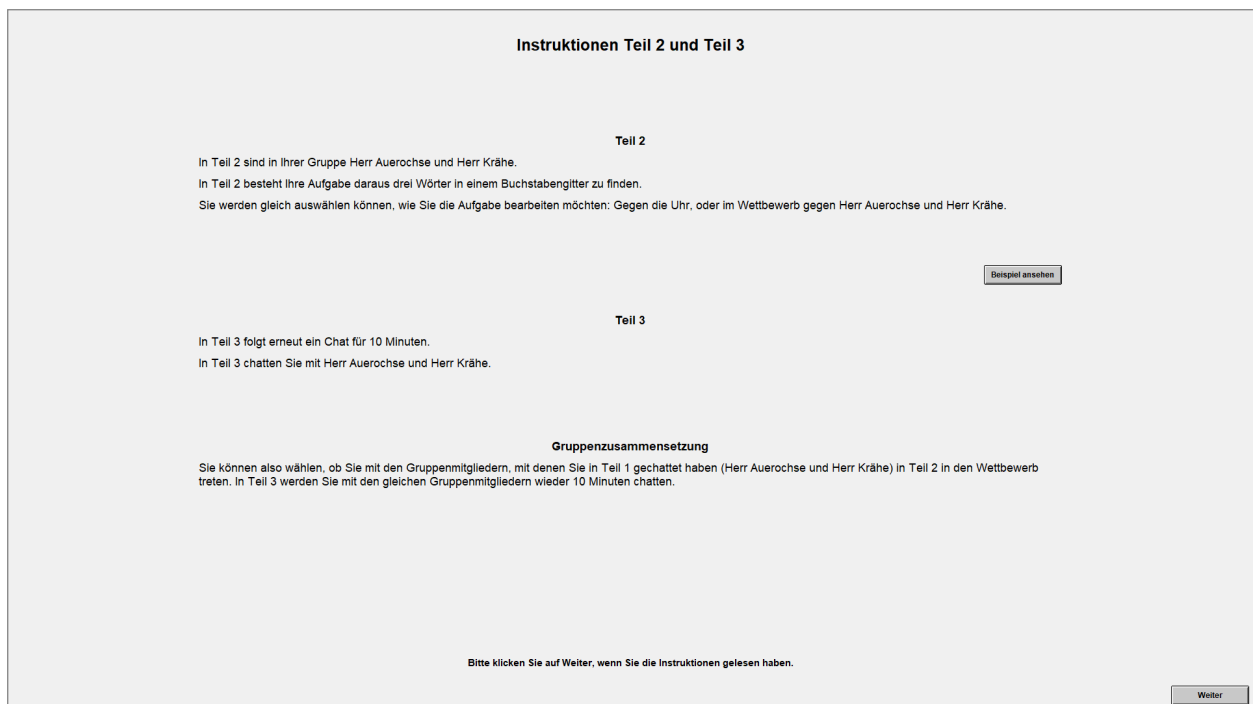 Instruktionen Teil 2 und Teil 3
Teil 2
In Teil 2 sind in Ihrer Gruppe Herr Auerochse und Herr Krähe.
In Teil 2 besteht Ihre Aufgabe daraus drei Wörter in einem Buchstabengitter zu finden.
Sie werden gleich auswählen können, wie Sie die Aufgabe bearbeiten möchten: Gegen die Uhr, oder im Wettbewerb gegen Herr Auerochse und Herr Krähe.
Beispiel ansehen
Teil 3
In Teil 3 folgt erneut ein Chat für 10 Minuten.
In Teil 3 chatten Sie mit Herr Auerochse und Herr Krähe.
Gruppenzusammensetzung
Sie können also wählen, ob Sie mit den Gruppenmitgliedern, mit denen Sie in Teil 1 gechattet haben (Herr Auerochse und Herr Krähe) in Teil 2 in den Wettbewerb
treten. In Teil 3 werden Sie mit den gleichen Gruppenmitgliedern wieder 10 Minuten chatten.
Bitte klicken Sie auf Weiter, wenn Sie die Instruktionen gelesen haben.
Weiter